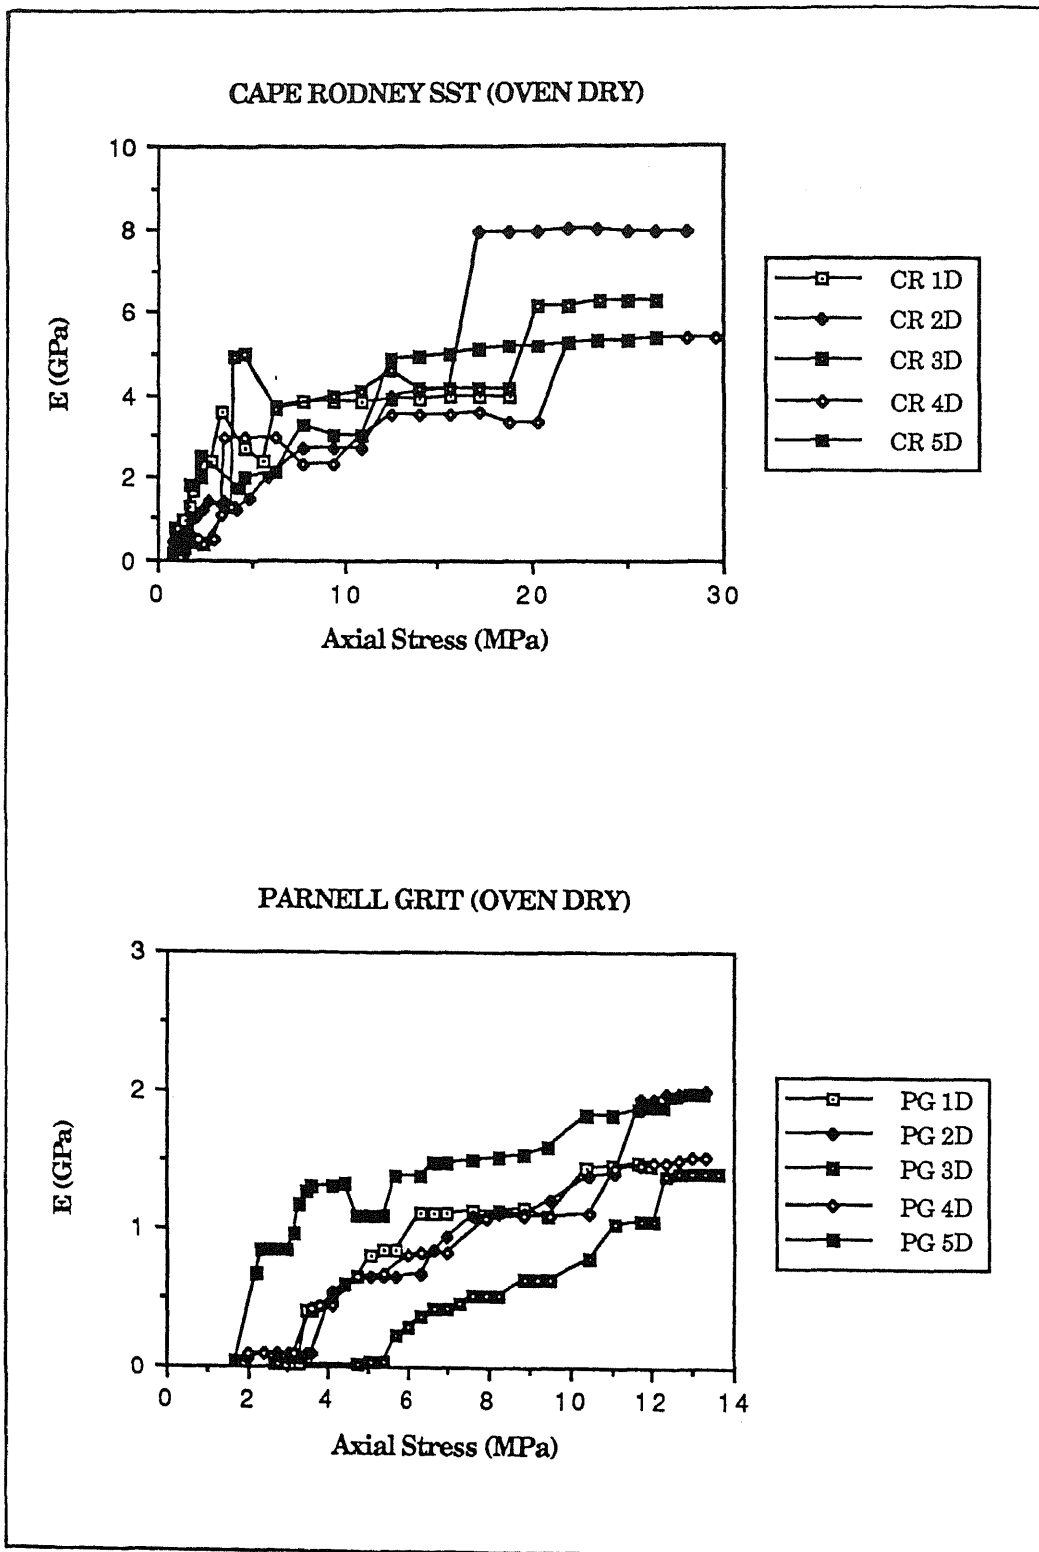 CAPE RODNEY SST (OVEN DRY)
10
8
6
4
2
0
E (GPa)
0 10 20 30
Axial Stress (MPa)
CR 1D
CR 2D
CR 3D
CR 4D
CR 5D
PARNELL GRIT (OVEN DRY)
3
2
1
0
E (GPa)
0 2 4 6 8 10 12 14
Axial Stress (MPa)
PG 1D
PG 2D
PG 3D
PG 4D
PG 5D